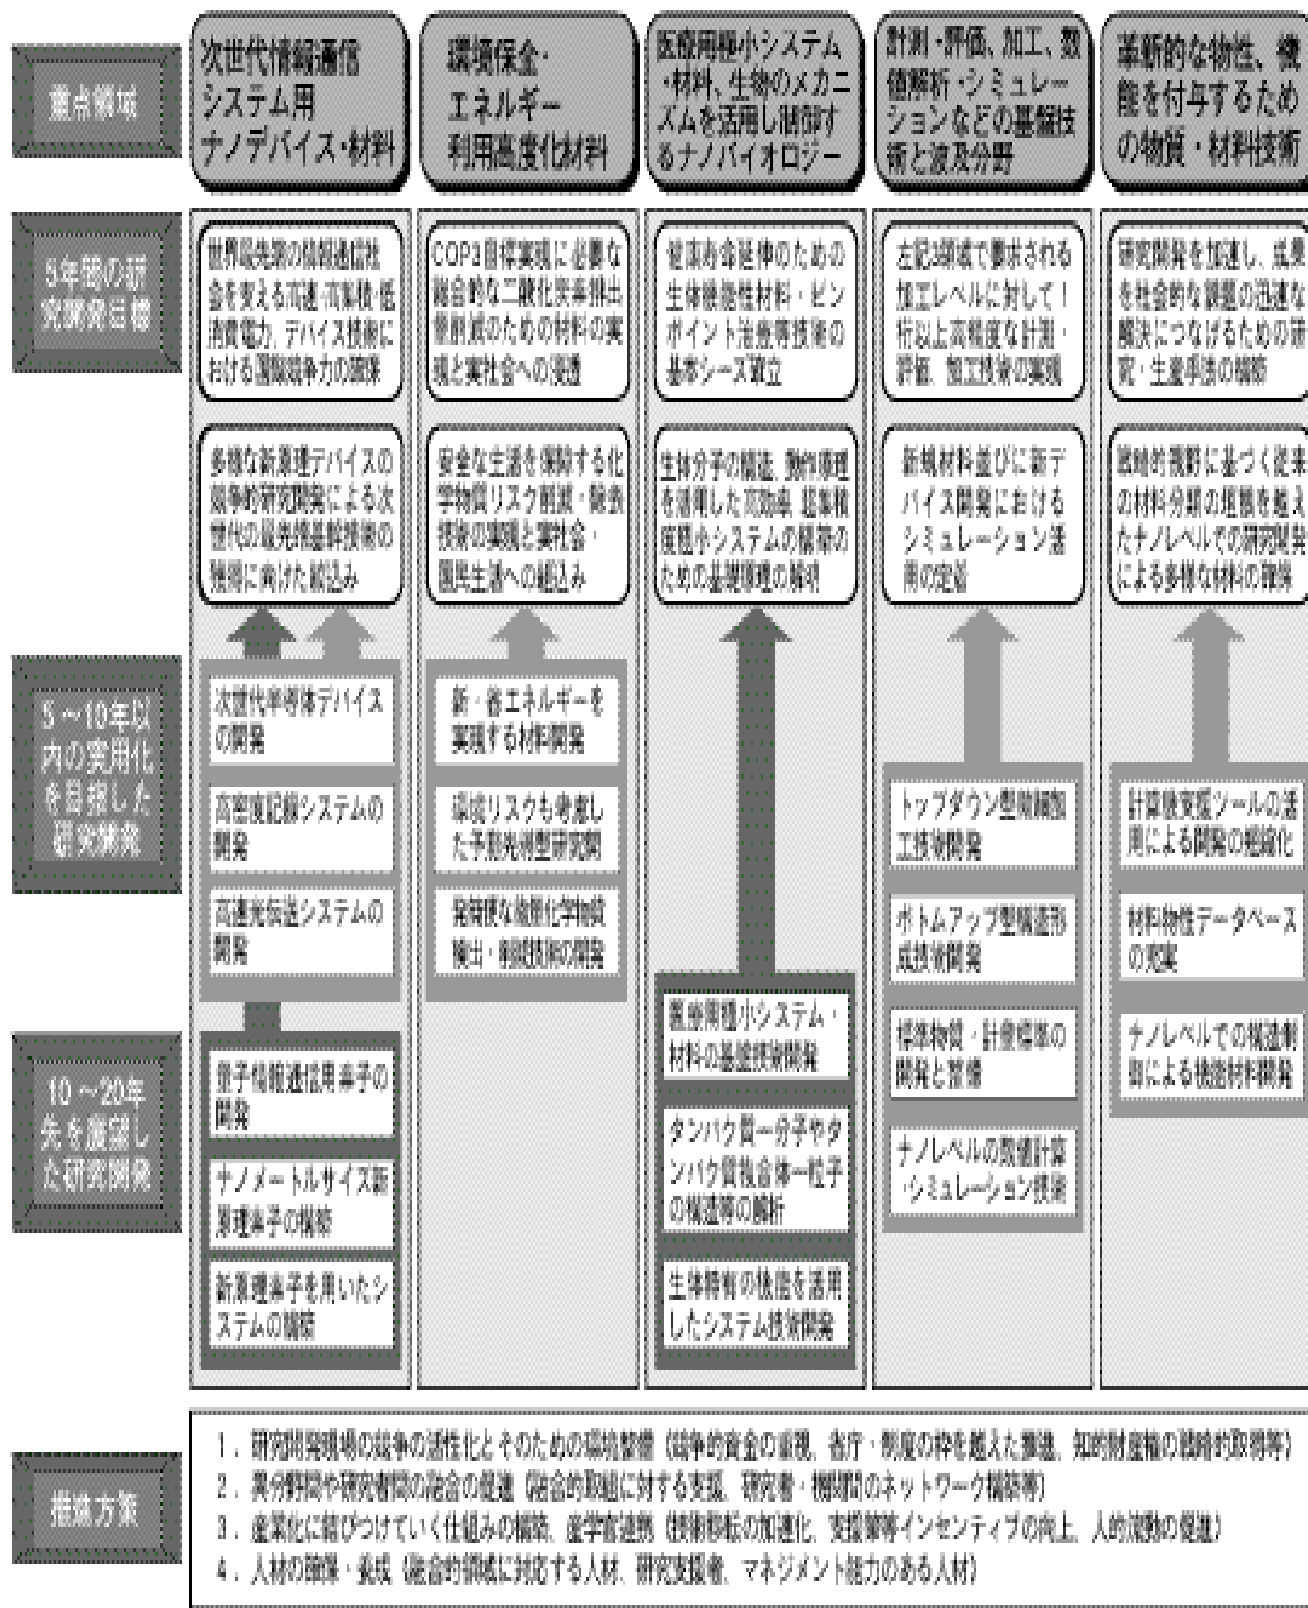 重点領域
次世代情報通信
システム用
ナノデバイス・材料
環境保全・
エネルギー
利用高度化材料
医療用極小システム
・材料、生物のメカニ
ズムを活用し制御す
るナノバイオロジー
計測・評価、加工、数
値解析・シミュレー
ションなどの基盤技
術と波及分野
革新的な物性、機
能を付与するため
の物質・材料技術
5年間の研
究開発目標
世界最先端の情報通信社
会を支える高速・高集積・低
消費電力、デバイス技術に
おける国際競争力の確保
COP3目標実現に必要な
総合的な二酸化炭素排出
量削減のための材料の実
現と実社会への浸透
健康寿命延伸のための
生体機能性材料・ピン
ポイント治療等技術の
基本シーズ確立
左記3領域で要求される
加工レベルに対して1
桁以上高精度な計測・
評価、加工技術の実現
研究開発を加速し、成果
を社会的な課題の迅速な
解決につなげるための研
究・生産手法の構築
多様な新原理デバイスの
競争的研究開発による次
世代の最先端基幹技術の
獲得に向けた絞込み
安全な生活を保障する化
学物質リスク削減・除去
技術の実現と実社会・
国民生活への組込み
生体分子の構造、動作原理
を活用した高効率、超集積
度極小システムの構築の
ための基礎原理の解明
新規材料並びに新デ
バイス開発における
シミュレーション活
用の定着
戦略的視野に基づく従来
の材料分類の垣根を越え
たナノレベルでの研究開発
による多様な材料の確保
5～10年以
内の実用化
を目指した
研究開発
次世代半導体デバイス
の開発
高密度記録システムの
開発
高速光伝送システムの
開発
新・省エネルギーを
実現する材料開発
環境リスクも考慮し
た予防先制型研究開
発簡便な微量化学物質
検出・削減技術の開発
トップダウン型微細加
工技術開発
ボトムアップ型構造形
成技術開発
標準物質・計量標準の
開発と整備
ナノレベルの数値計算
・シミュレーション技術
計算機支援ツールの活
用による開発の組織化
材料物性データベース
の充実
ナノレベルでの構造制
御による機能材料開発
10～20年
先を展望し
た研究開発
量子情報通信用素子の
開発
ナノメートルサイズ新
原理素子の構築
新原理素子を用いたシ
ステムの構築
医療用極小システム・
材料の基盤技術開発
タンパク質一分子やタ
ンパク質複合体一粒子
の構造等の解析
生体特有の機能を活用
したシステム技術開発
推進方策
1．研究開発現場の競争の活性化とそのための環境整備（競争的資金の重視、省庁・制度の枠を越えた推進、知的財産権の戦略的取得等）
2．異分野間や研究者間の融合の促進（融合的取組に対する支援、研究者・機関間のネットワーク構築等）
3．産業化に結びつけていく仕組みの構築、産学官連携（技術移転の加速化、支援策等インセンティブの向上、人的流動の促進）
4．人材の確保・養成（融合的領域に対応する人材、研究支援者、マネジメント能力のある人材）